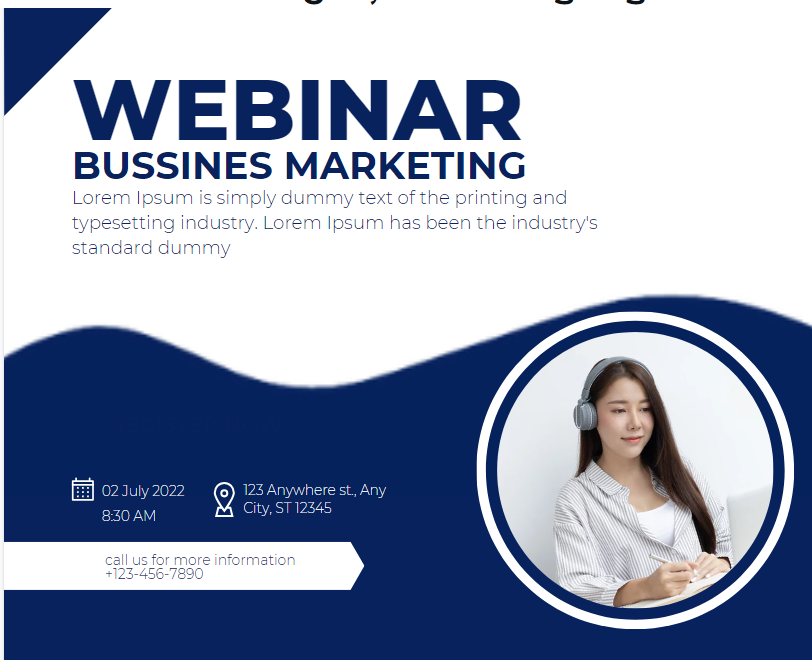 WEBINAR
BUSSINES MARKETING
Lorem Ipsum is simply dummy text of the printing and
typesetting industry. Lorem Ipsum has been the industry's
standard dummy
02 July 2022
8:30 AM
123 Anywhere st., Any
City, ST 12345
call us for more information
+123-456-7890